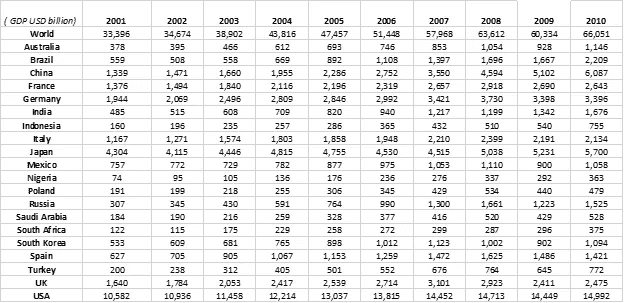 ( GDP USD billion) 2001 2002 2003 2004 2005 2006 2007 2008 2009 2010
World 33,396 34,674 38,902 43,816 47,457 51,448 57,968 63,612 60,334 66,051
Australia 378 395 466 612 693 746 853 1,054 928 1,146
Brazil 559 508 558 669 892 1,108 1,397 1,696 1,667 2,209
China 1,339 1,471 1,660 1,955 2,286 2,752 3,550 4,594 5,102 6,087
France 1,376 1,494 1,840 2,116 2,196 2,319 2,657 2,918 2,690 2,643
Germany 1,944 2,069 2,496 2,809 2,846 2,992 3,421 3,730 3,398 3,396
India 485 515 608 709 820 940 1,217 1,199 1,342 1,676
Indonesia 160 196 235 257 286 365 432 510 540 755
Italy 1,167 1,271 1,574 1,803 1,858 1,948 2,210 2,399 2,191 2,134
Japan 4,304 4,115 4,446 4,815 4,755 4,530 4,515 5,038 5,231 5,700
Mexico 757 772 729 782 877 975 1,053 1,110 900 1,058
Nigeria 74 95 105 136 176 236 276 337 292 363
Poland 191 199 218 255 306 345 429 534 440 479
Russia 307 345 430 591 764 990 1,300 1,661 1,223 1,525
Saudi Arabia 184 190 216 259 328 377 416 520 429 528
South Africa 122 115 175 229 258 272 299 287 296 375
South Korea 533 609 681 765 898 1,012 1,123 1,002 902 1,094
Spain 627 705 905 1,067 1,153 1,259 1,472 1,625 1,486 1,421
Turkey 200 238 312 405 501 552 676 764 645 772
UK 1,640 1,784 2,053 2,417 2,539 2,714 3,101 2,923 2,411 2,475
USA 10,582 10,936 11,458 12,214 13,037 13,815 14,452 14,713 14,449 14,992